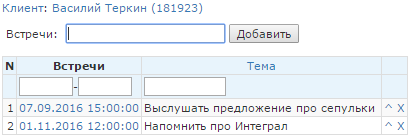 Клиент: Василий Теркин (181923)
Встречи: Добавить
N Встречи Тема
-
1 07.09.2016 15:00:00 Выслушать предложение про сепульки ^ X
2 01.11.2016 12:00:00 Напомнить про Интеграл ^ X